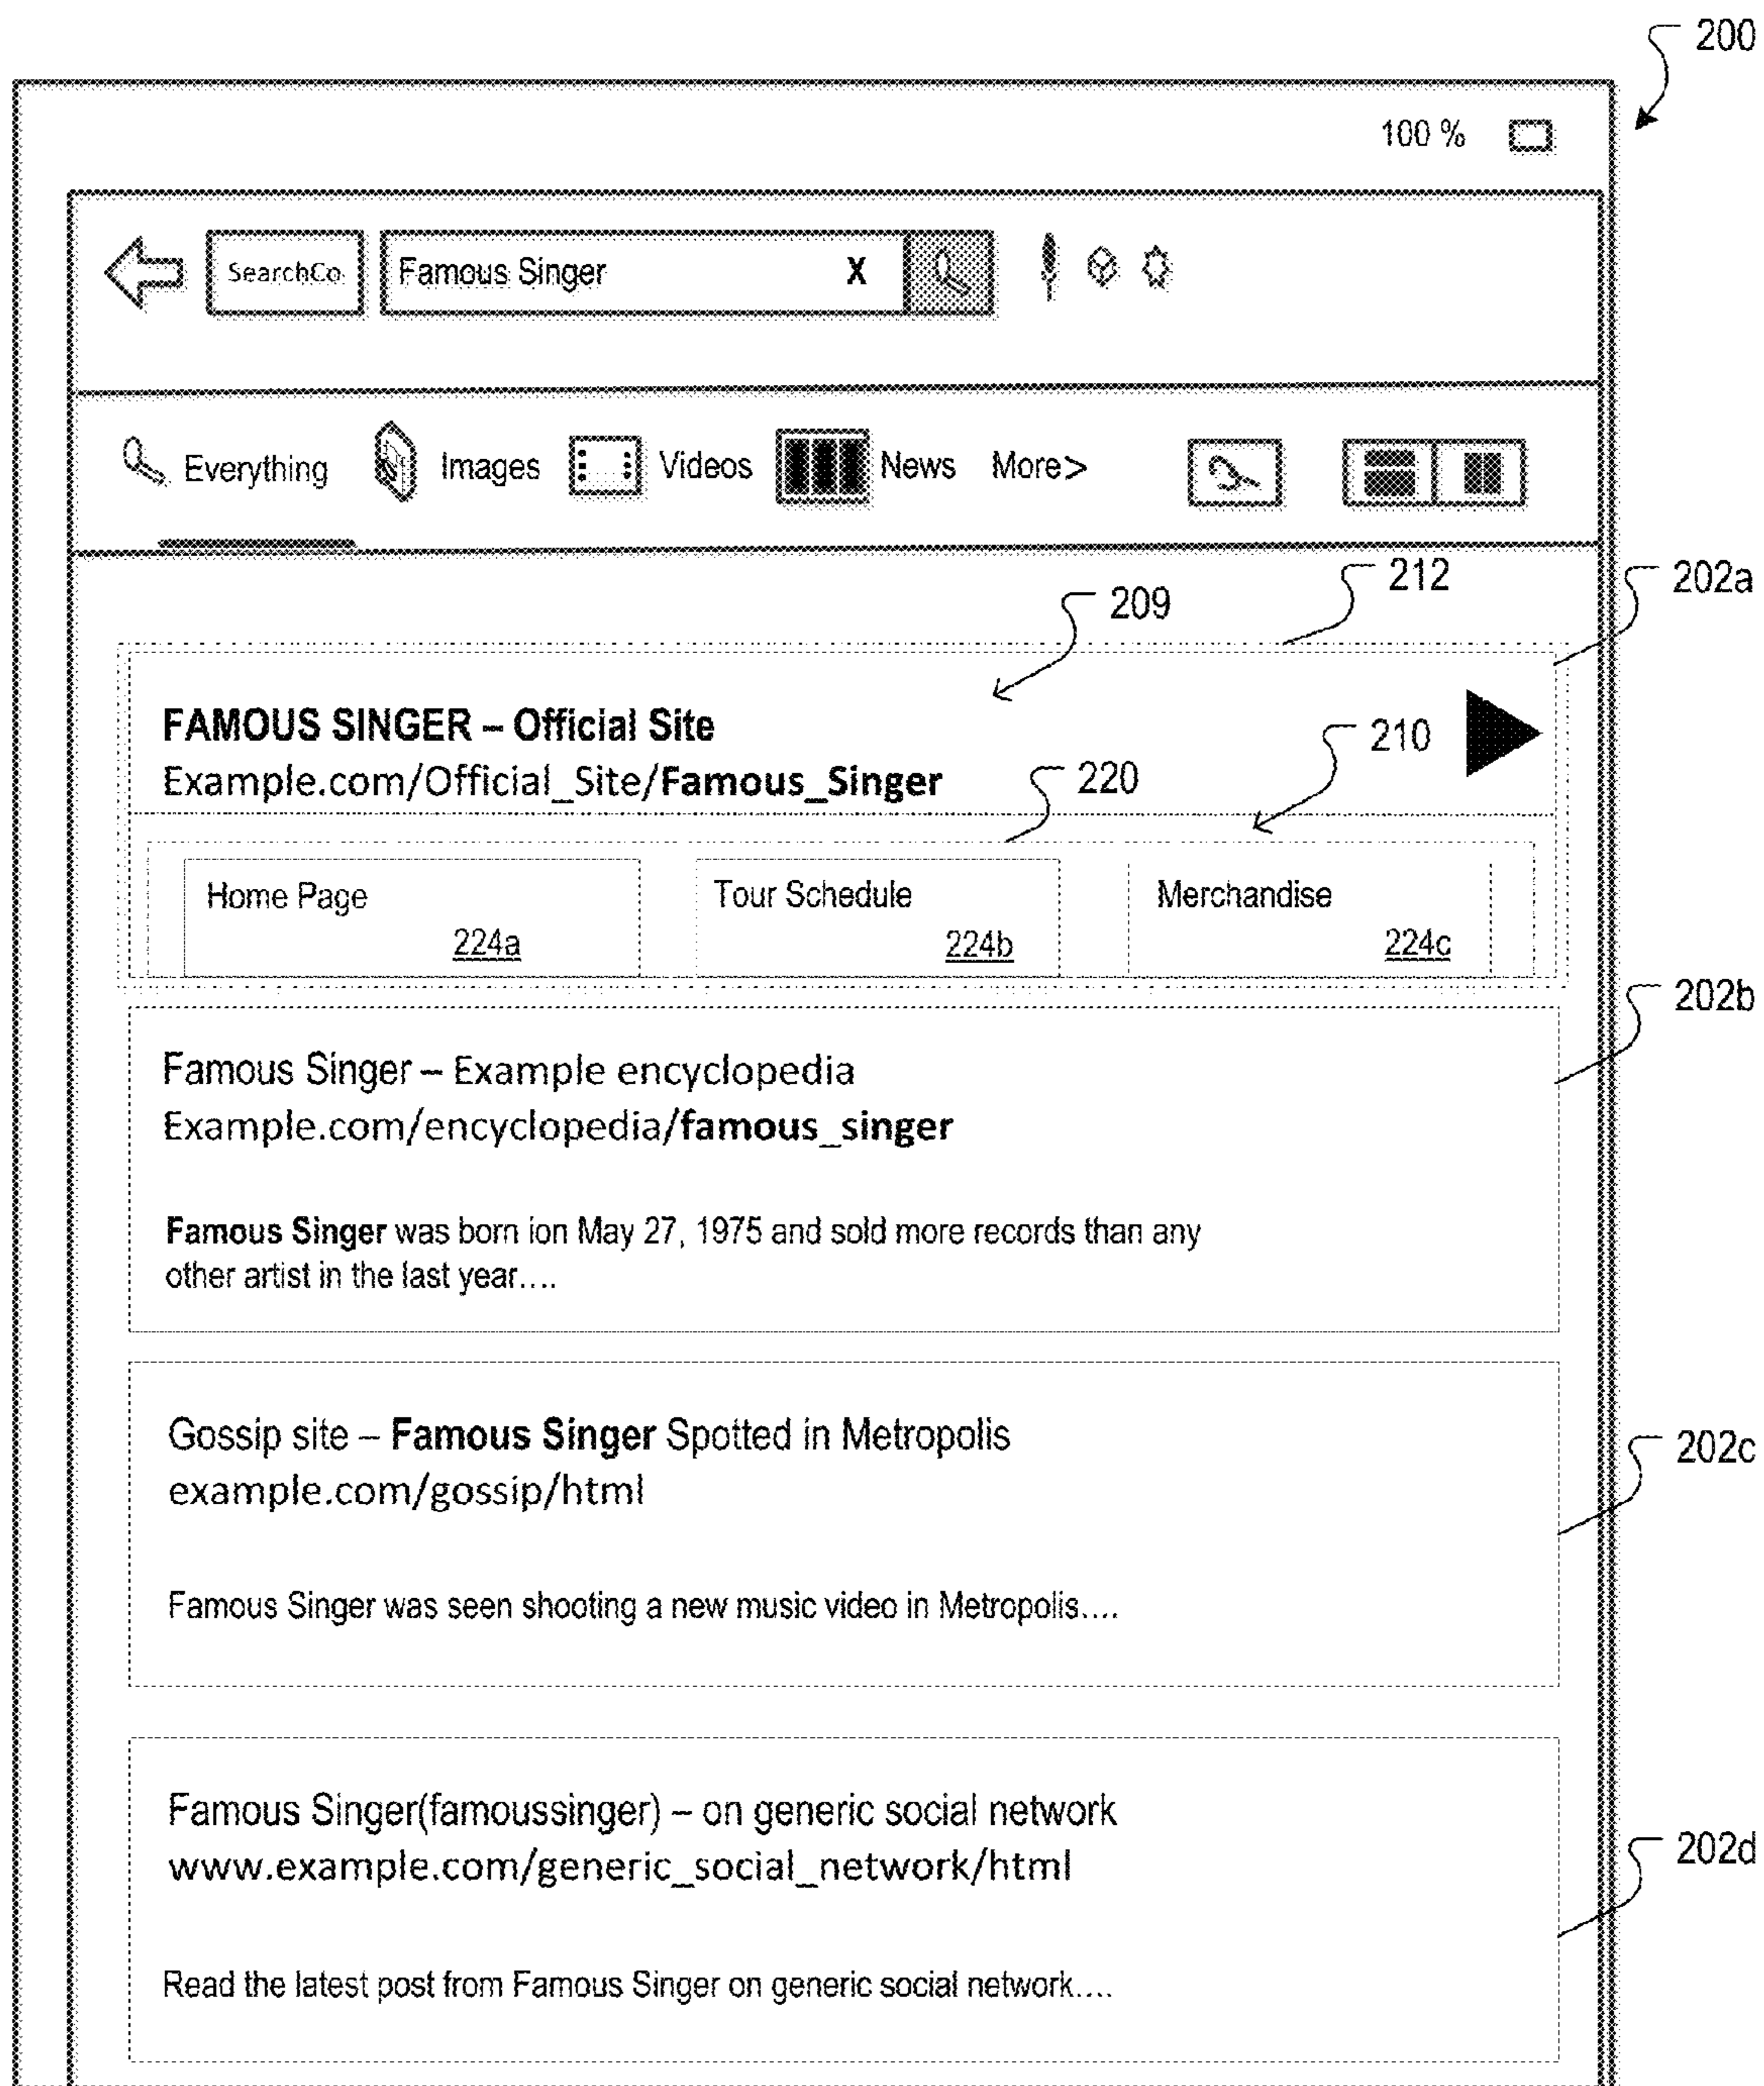 200
100 %
SearchCo Famous Singer X
Everything Images Videos News More>
212 202a
209
FAMOUS SINGER – Official Site
210
Example.com/Official_Site/Famous_Singer
220
Home Page Tour Schedule Merchandise
224a 224b 224c
202b
Famous Singer – Example encyclopedia
Example.com/encyclopedia/famous_singer
Famous Singer was born ion May 27, 1975 and sold more records than any
other artist in the last year....
Gossip site – Famous Singer Spotted in Metropolis
202c
example.com/gossip/html
Famous Singer was seen shooting a new music video in Metropolis....
Famous Singer(famoussinger) – on generic social network
202d
www.example.com/generic_social_network/html
Read the latest post from Famous Singer on generic social network....